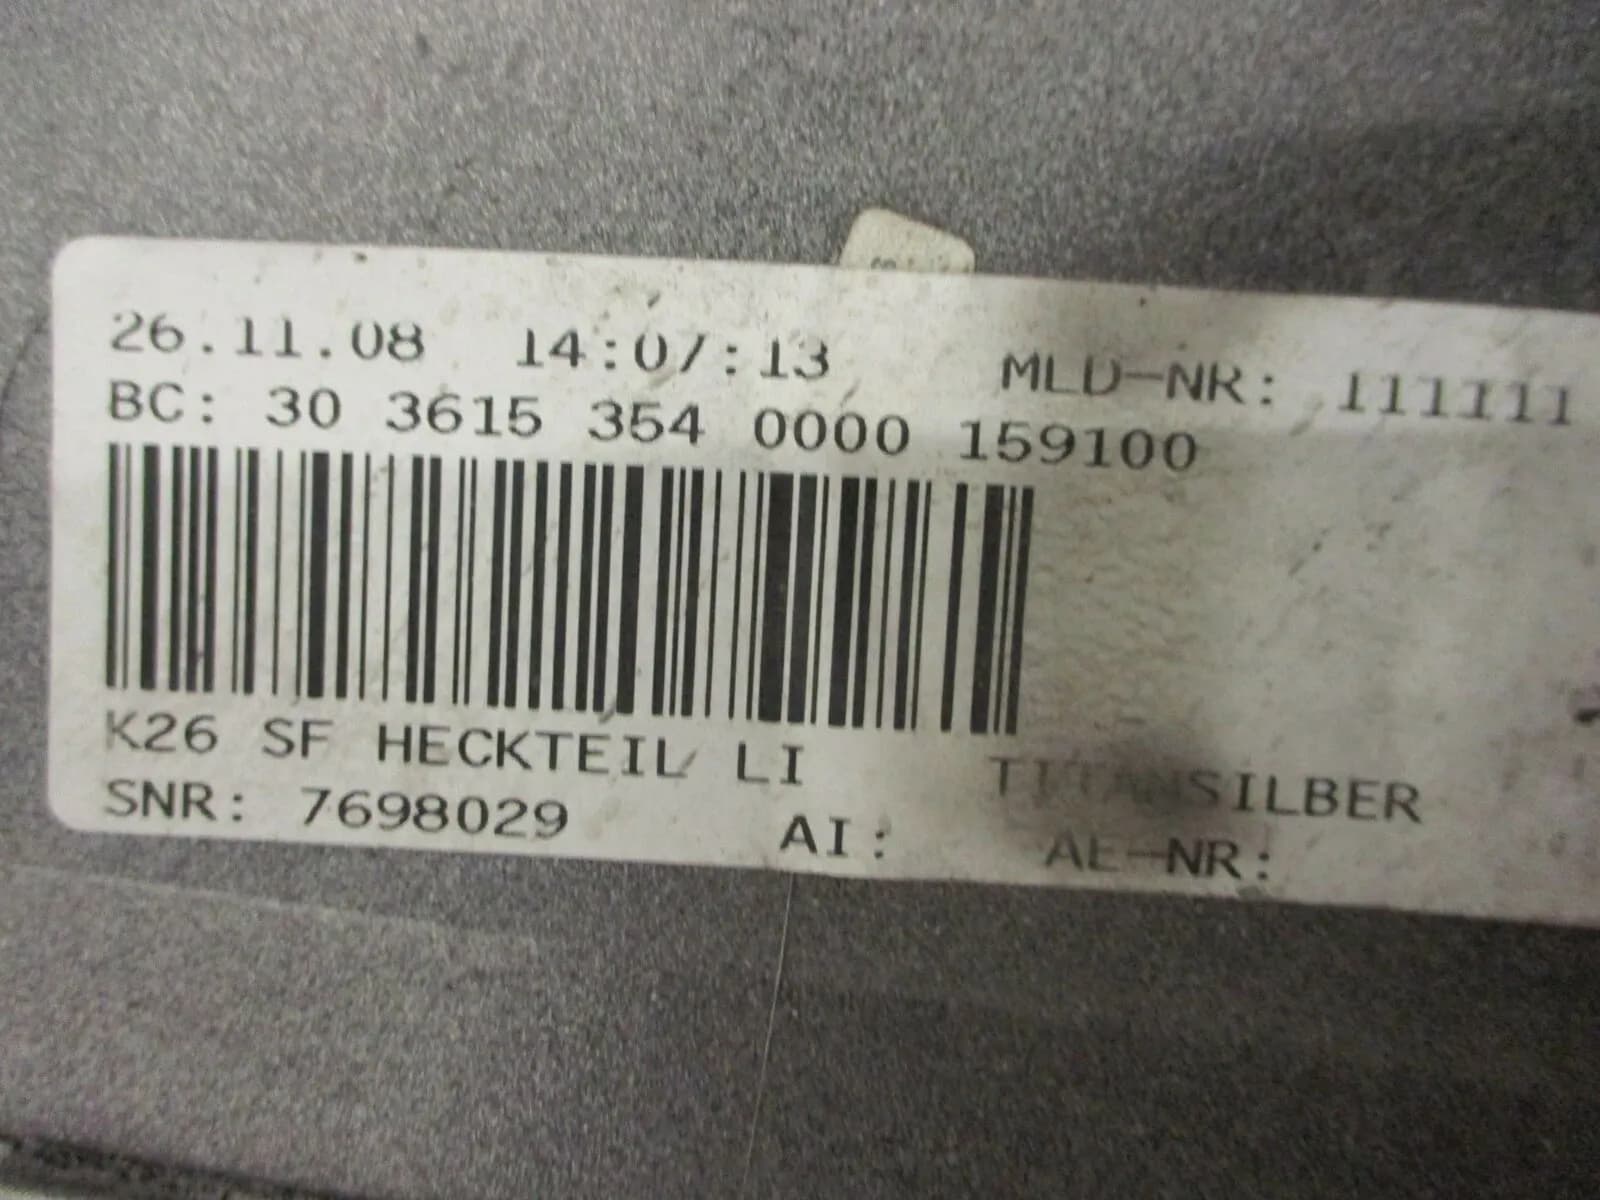 26.11.08 14:07:13 MLD-NR: 111111
BC: 30 3615 354 0000 159100
K26 SF HECKTEIL LI TITANSILBER
SNR: 7698029 AI: AE-NR: